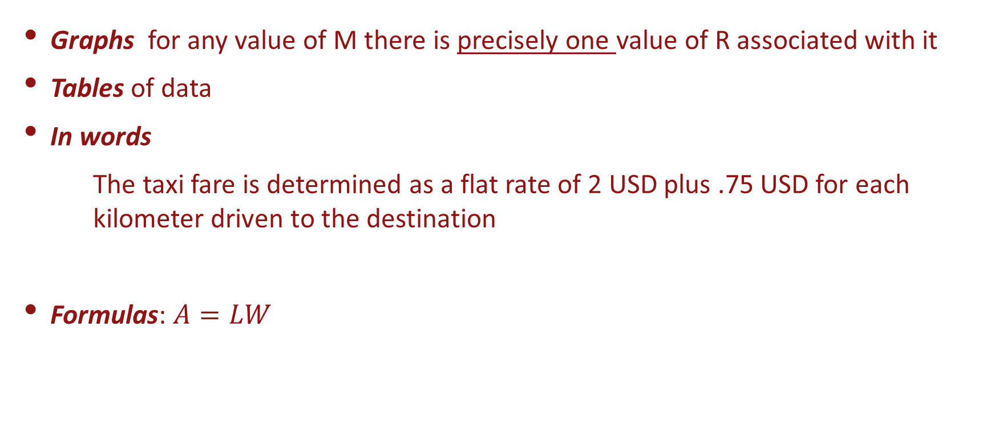 • Graphs  for any value of M there is precisely one value of R associated with it
• Tables of data
• In words
The taxi fare is determined as a flat rate of 2 USD plus .75 USD for each
kilometer driven to the destination
• Formulas: A = LW